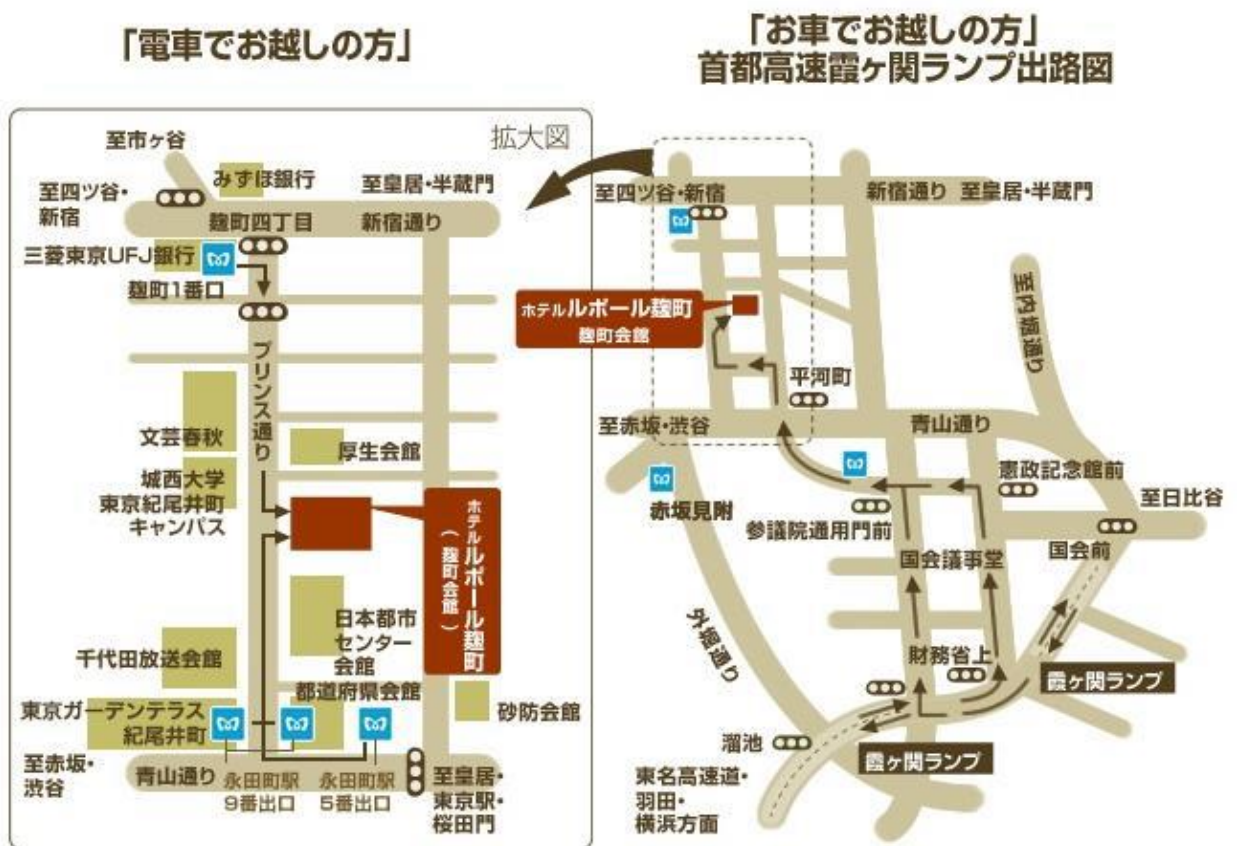 「電車でお越しの方」
「お車でお越しの方」
首都高速霞ヶ関ランプ出路図
拡大図
至市ヶ谷
みずほ銀行
至皇居・半蔵門
至四ツ谷・
新宿
麹町四丁目
新宿通り
三菱東京UFJ銀行
麹町1番口
プリンス通り
文芸春秋
厚生会館
城西大学
東京紀尾井町
キャンパス
ホテルルポール麹町
(麹町会館)
日本都市
センター
会館
千代田放送会館
都道府県会館
東京ガーデンテラス
紀尾井町
砂防会館
至赤坂・
渋谷
青山通り
永田町駅
9番出口
永田町駅
5番出口
至皇居・
東京駅・
桜田門
至四ツ谷・新宿
新宿通り
至皇居・半蔵門
ホテルルポール麹町
麹町会館
至内堀通り
平河町
至赤坂・渋谷
青山通り
憲政記念館前
赤坂見附
参議院通用門前
至日比谷
国会議事堂
国会前
外堀通り
財務省上
霞ヶ関ランプ
溜池
霞ヶ関ランプ
東名高速道・
羽田・
横浜方面